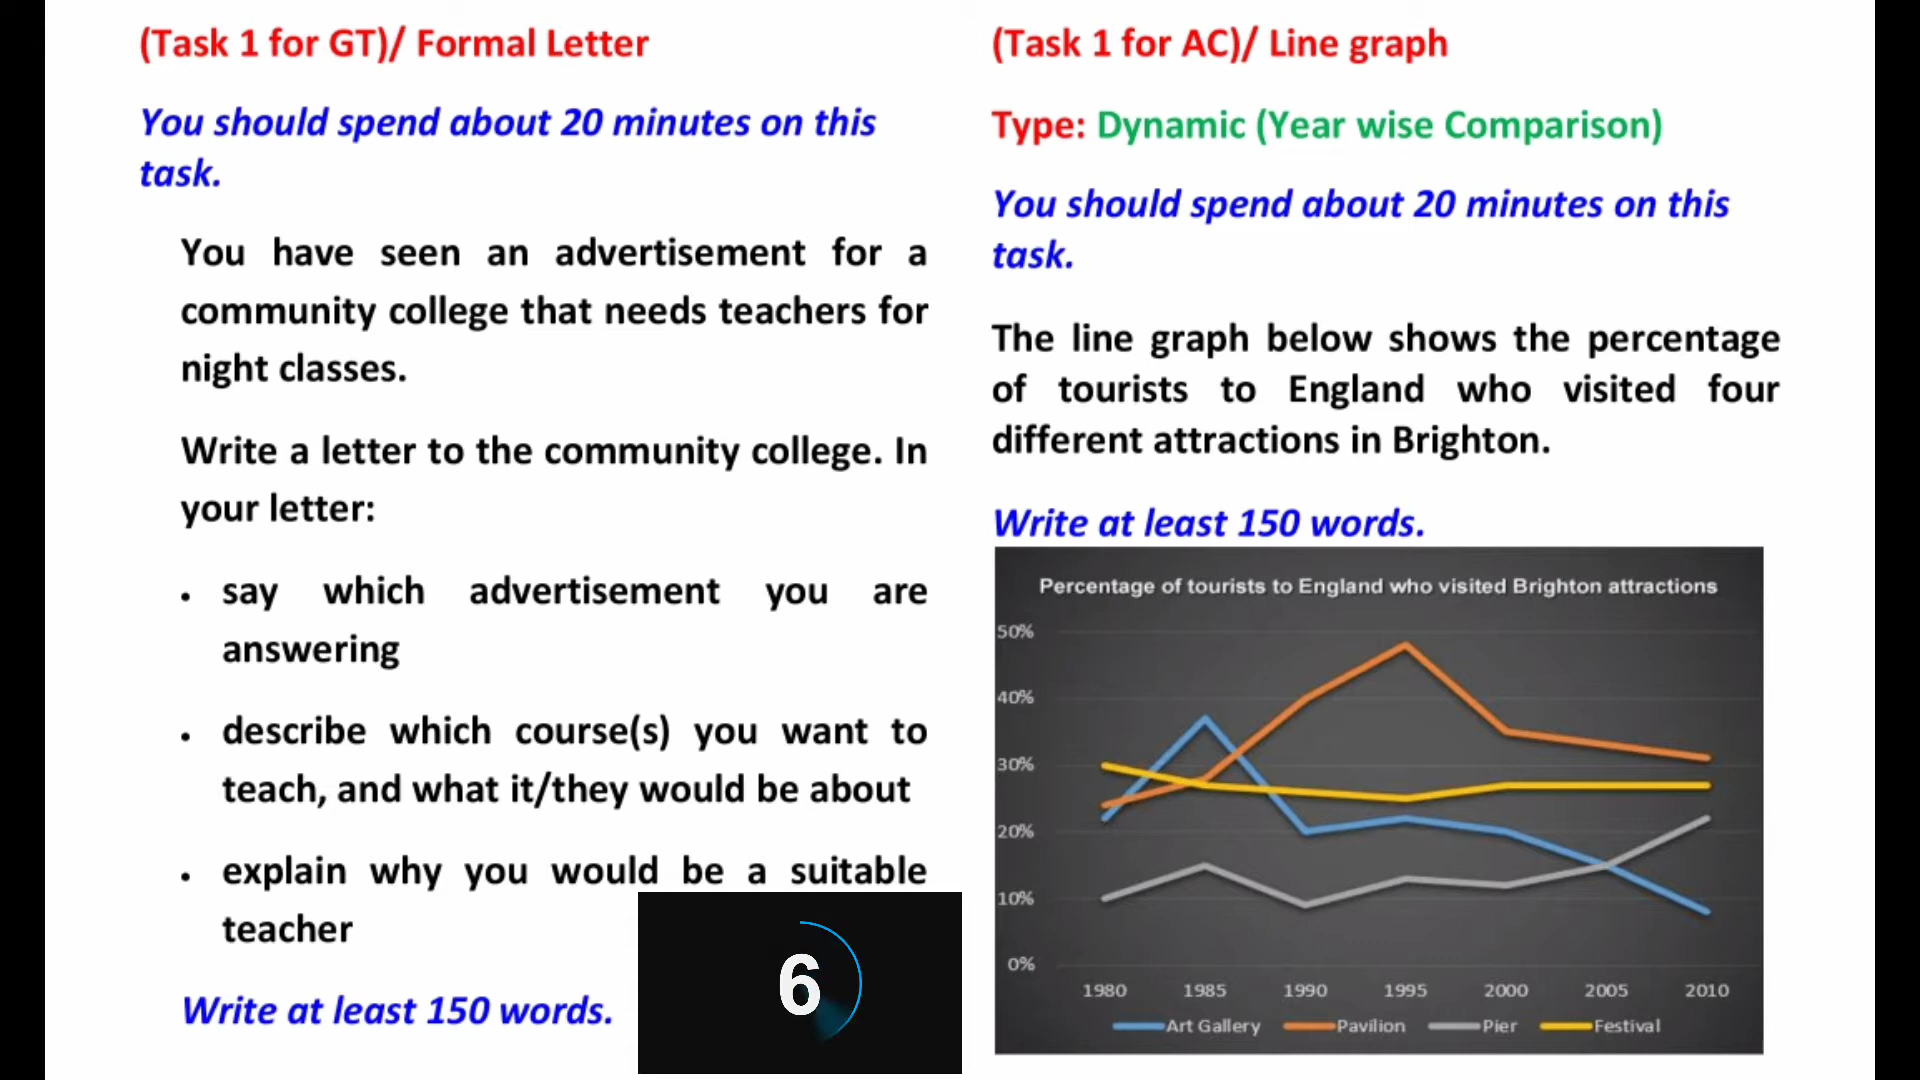 (Task 1 for GT)/ Formal Letter
You should spend about 20 minutes on this
task.
You have seen an advertisement for a
community college that needs teachers for
night classes.
Write a letter to the community college. In
your letter:
• say which advertisement you are
answering
• describe which course(s) you want to
teach, and what it/they would be about
• explain why you would be a suitable
teacher
Write at least 150 words.
6
(Task 1 for AC)/ Line graph
Type: Dynamic (Year wise Comparison)
You should spend about 20 minutes on this
task.
The line graph below shows the percentage
of tourists to England who visited four
different attractions in Brighton.
Write at least 150 words.
Percentage of tourists to England who visited Brighton attractions
50%
40%
30%
20%
10%
0%
1980 1985 1990 1995 2000 2005 2010
Art Gallery Pavilion Pier Festival